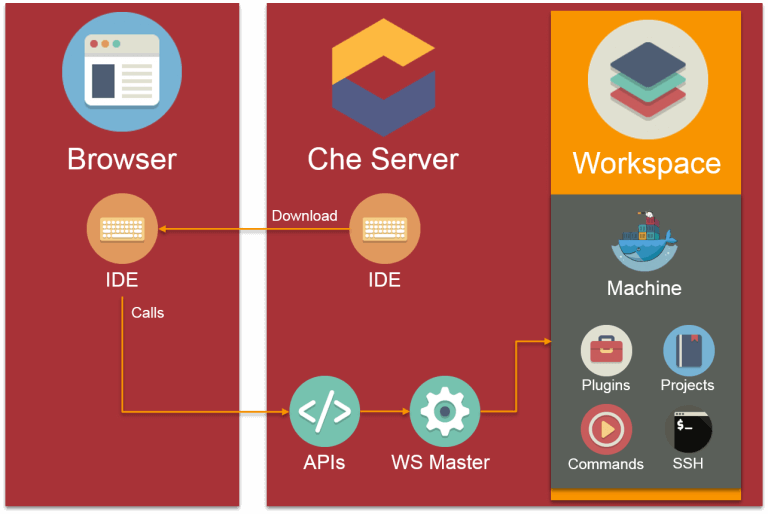 Browser
Che Server
Workspace
Download
IDE
IDE
Calls
Machine
Plugins
Projects
APIs
WS Master
Commands
SSH
</>
$_